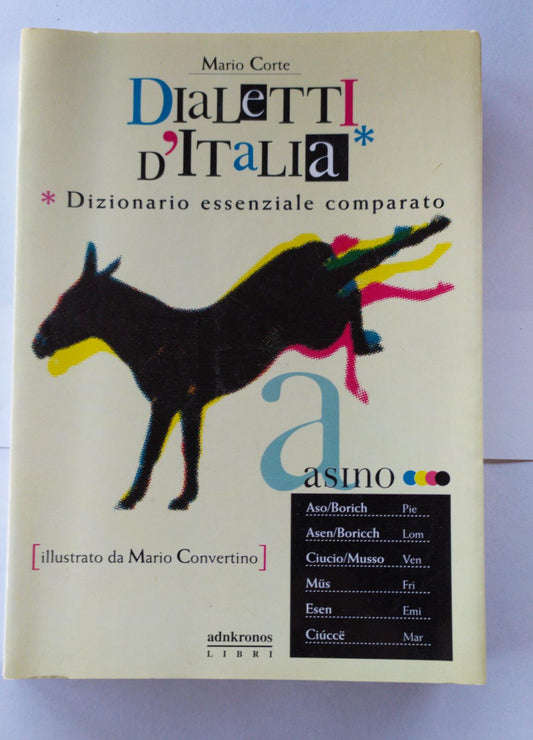 Mario Corte
DIaLeTTI
D'ITaLIa*
* Dizionario essenziale comparato
a
asino
Aso/Borich Pie
Asen/Boricch Lom
Ciucio/Musso Ven
Müs Fri
Esen Emi
Ciúccë Mar
[illustrato da Mario Convertino]
adnkronos
LIBRI